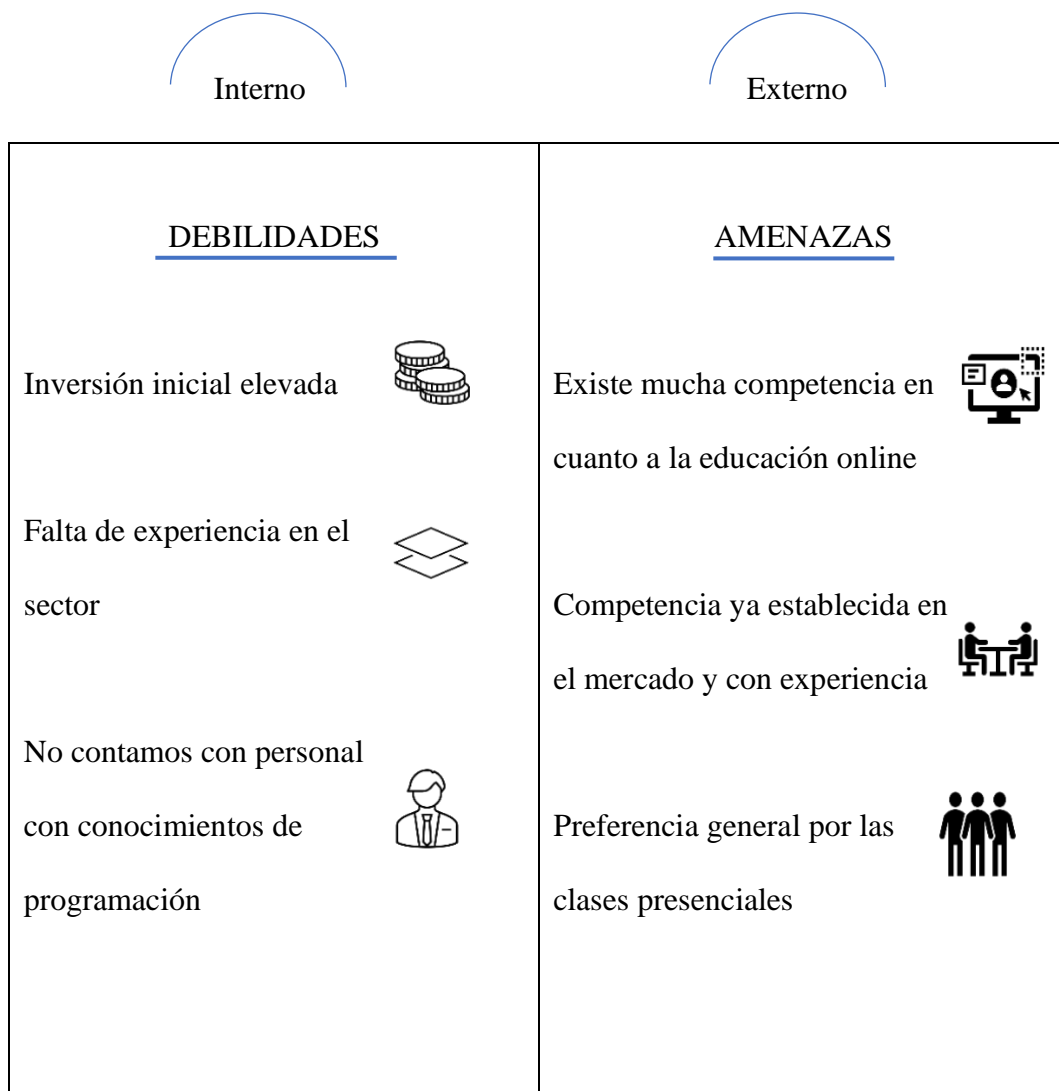 Interno
Externo
DEBILIDADES
Inversión inicial elevada
Falta de experiencia en el
sector
No contamos con personal
con conocimientos de
programación
AMENAZAS
Existe mucha competencia en
cuanto a la educación online
Competencia ya establecida en
el mercado y con experiencia
Preferencia general por las
clases presenciales